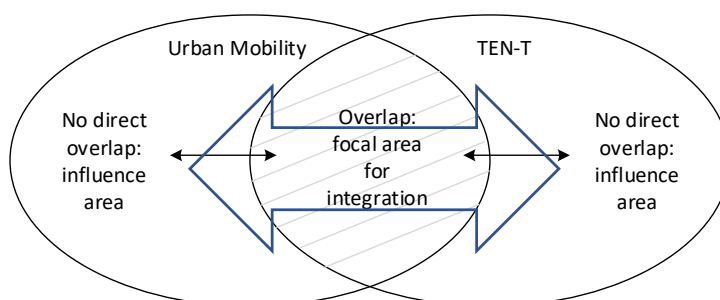 Urban Mobility
TEN-T
No direct
overlap:
influence
area
Overlap:
focal area
for
integration
No direct
overlap:
influence
area